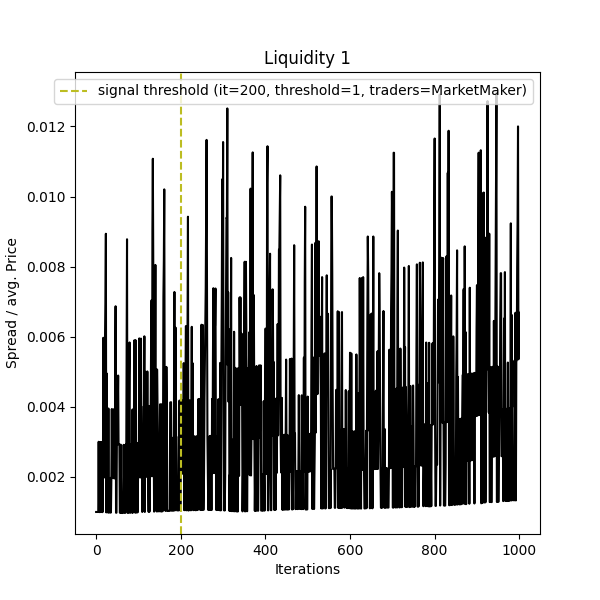 Liquidity 1
signal threshold (it=200, threshold=1, traders=MarketMaker)
0.012
0.010
0.008
0.006
0.004
0.002
Spread / avg. Price
0 200 400 600 800 1000
Iterations